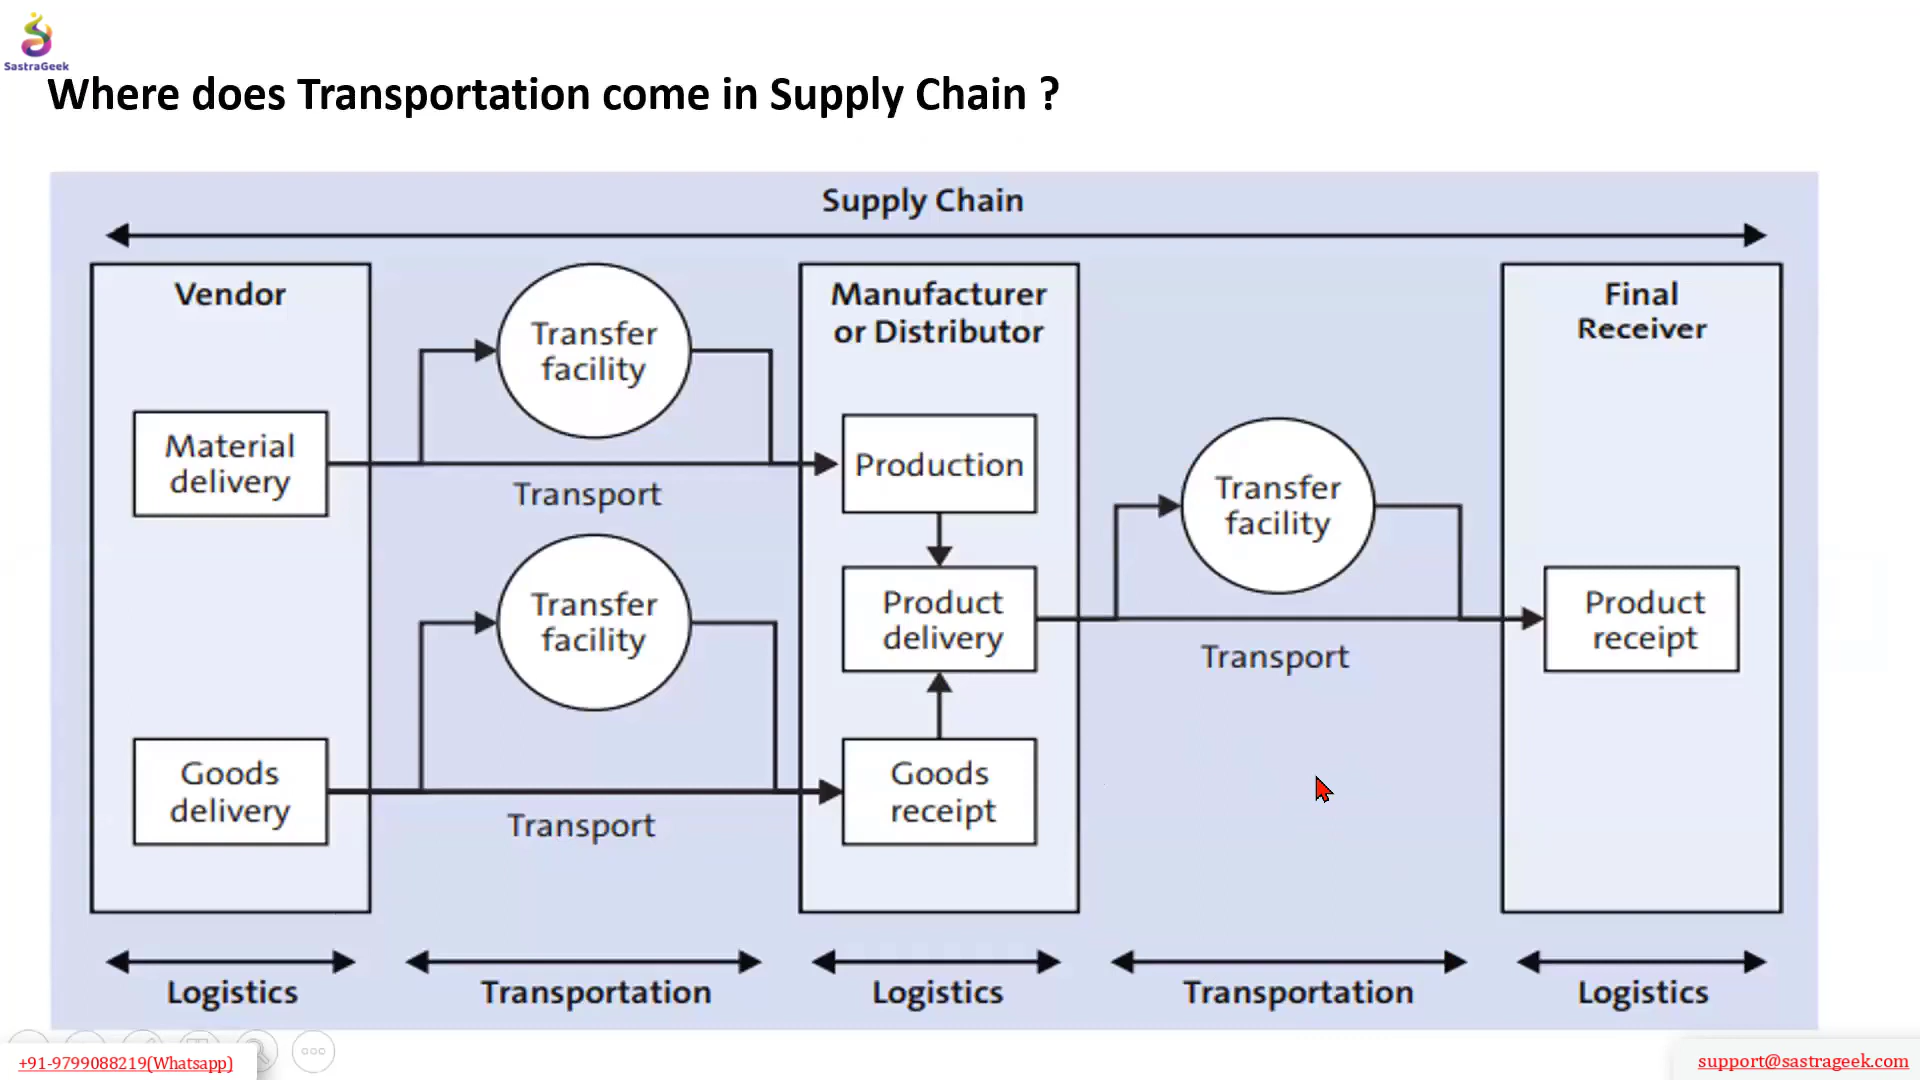 SastraGeek
Where does Transportation come in Supply Chain ?
Supply Chain
Vendor
Material
delivery
Goods
delivery
Transfer
facility
Transport
Transfer
facility
Transport
Manufacturer
or Distributor
Production
Product
delivery
Goods
receipt
Transfer
facility
Transport
Final
Receiver
Product
receipt
Logistics
Transportation
Logistics
Transportation
Logistics
+91-9799088219(Whatsapp)
support@sastrageek.com